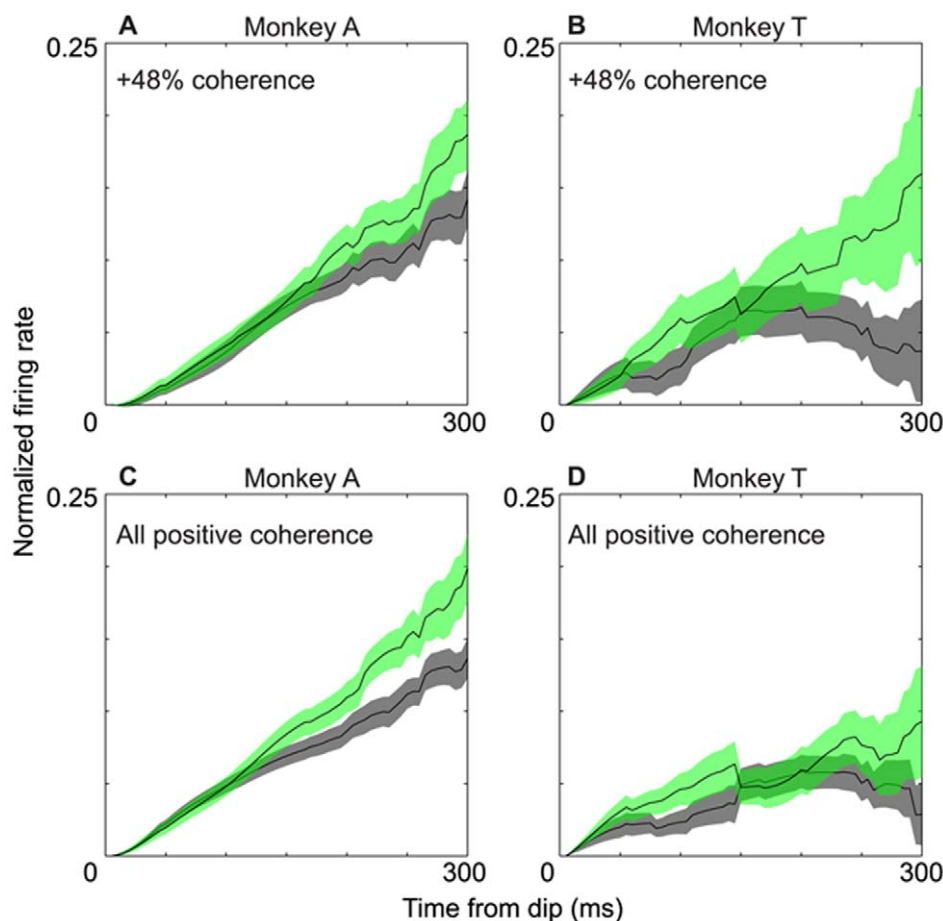 A Monkey A
B Monkey T
0.25
+48% coherence
0.25
+48% coherence
0 300
0 300
C Monkey A
D Monkey T
0.25
All positive coherence
0.25
All positive coherence
0 300
0 300
Normalized firing rate
Time from dip (ms)